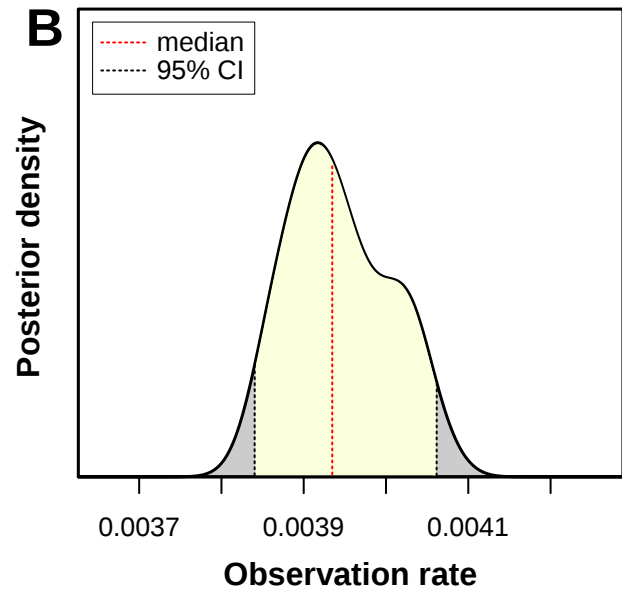 B
median
95% CI
Posterior density
0.0037
0.0039
0.0041
Observation rate